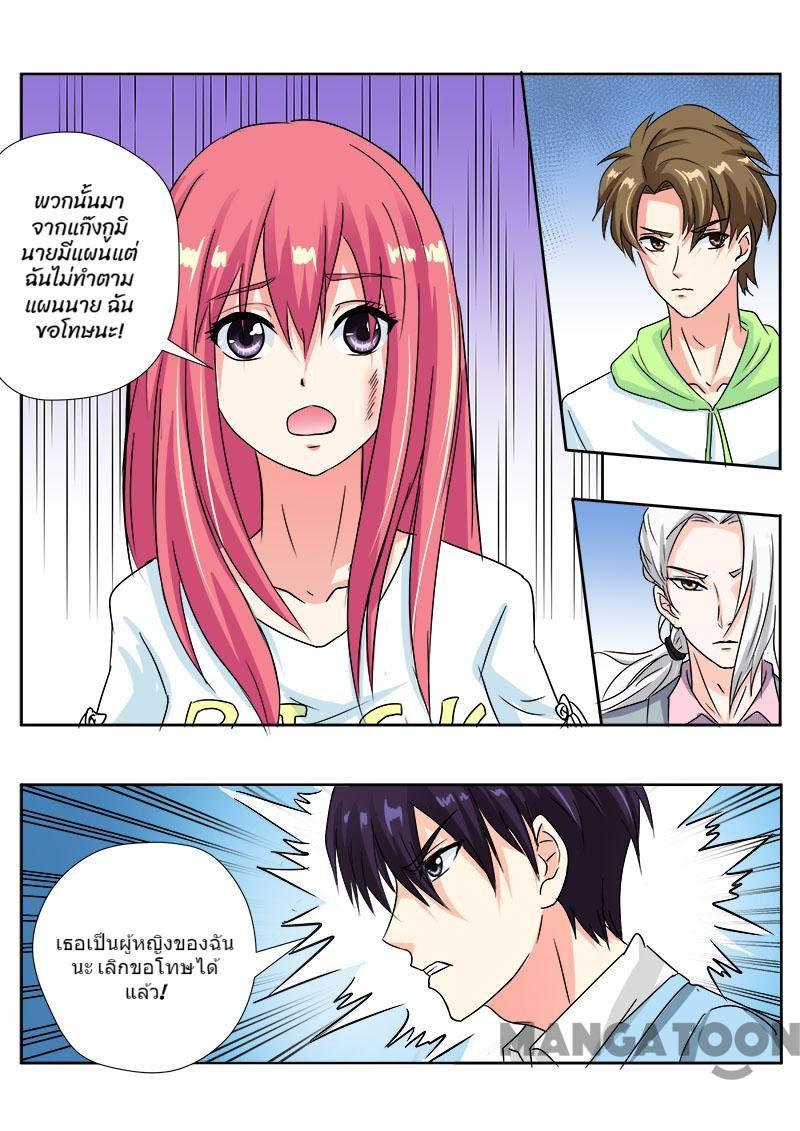 พวกนั้นมา
จากแก๊งกูมิ
นายมีแผนแต่
ฉันไม่ทำตาม
แผนนาย ฉัน
ขอโทษนะ!
RISK
เธอเป็นผู้หญิงของฉัน
นะ เลิกขอโทษได้
แล้ว!
MANGATOON